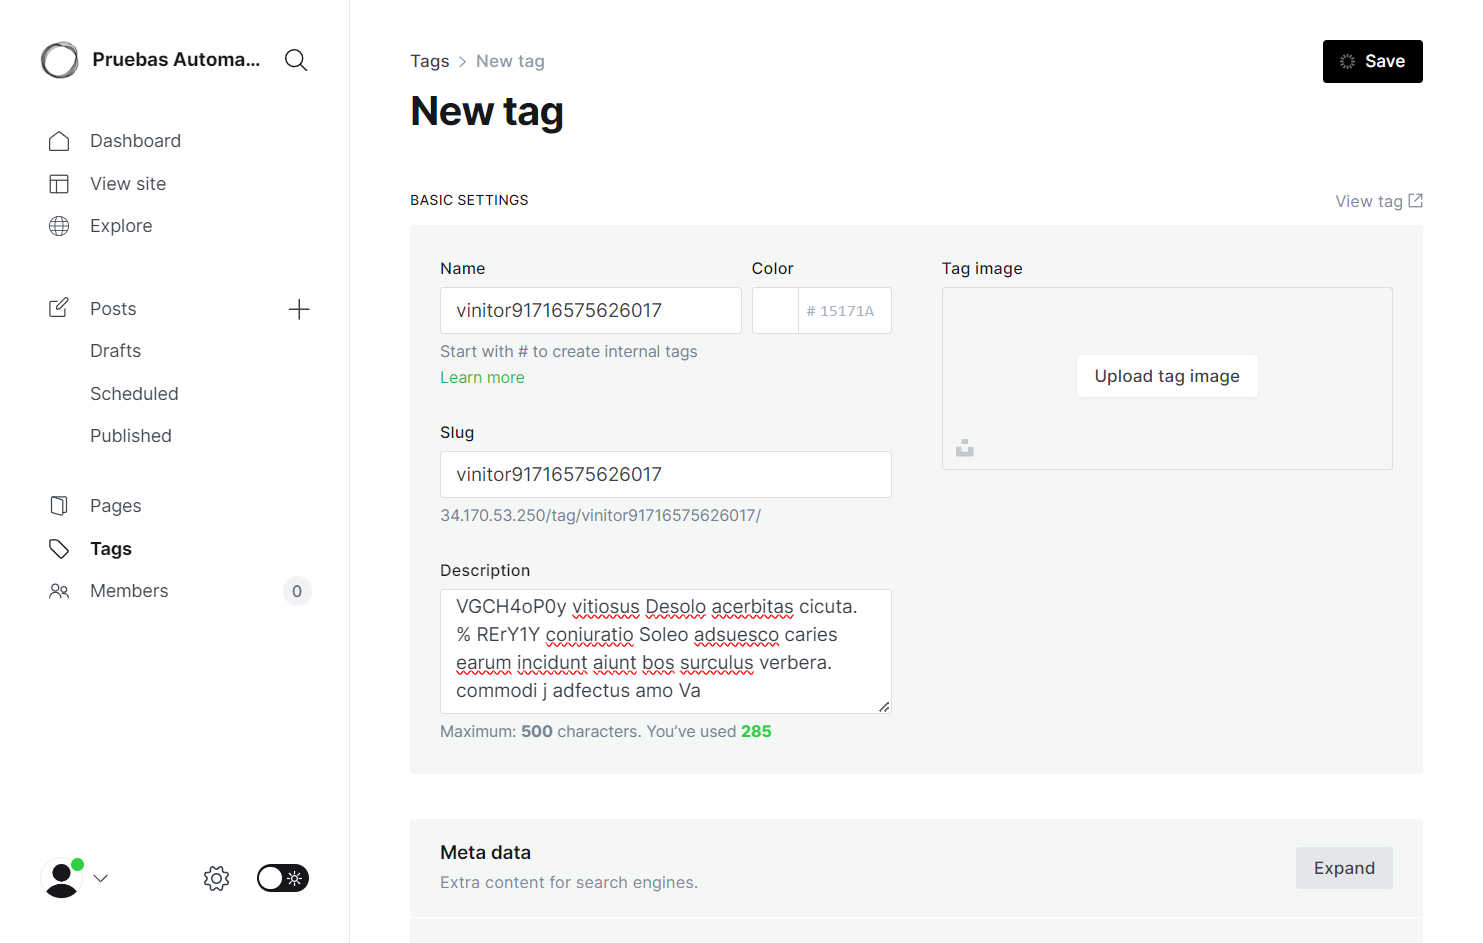 Pruebas Automa...
Dashboard
View site
Explore
Posts
Drafts
Scheduled
Published
Pages
Tags
Members
0
Tags > New tag
Save
New tag
BASIC SETTINGS
View tag
Name
vinitor91716575626017
Start with # to create internal tags
Learn more
Color
# 15171A
Tag image
Upload tag image
Slug
vinitor91716575626017
34.170.53.250/tag/vinitor91716575626017/
Description
VGCH4oP0y vitiosus Desolo acerbitas cicuta.
% RErY1Y coniuratio Soleo adsuesco caries
earum incidunt aiunt bos surculus verbera.
commodi j adfectus amo Va
Maximum: 500 characters. You’ve used 285
Meta data
Extra content for search engines.
Expand